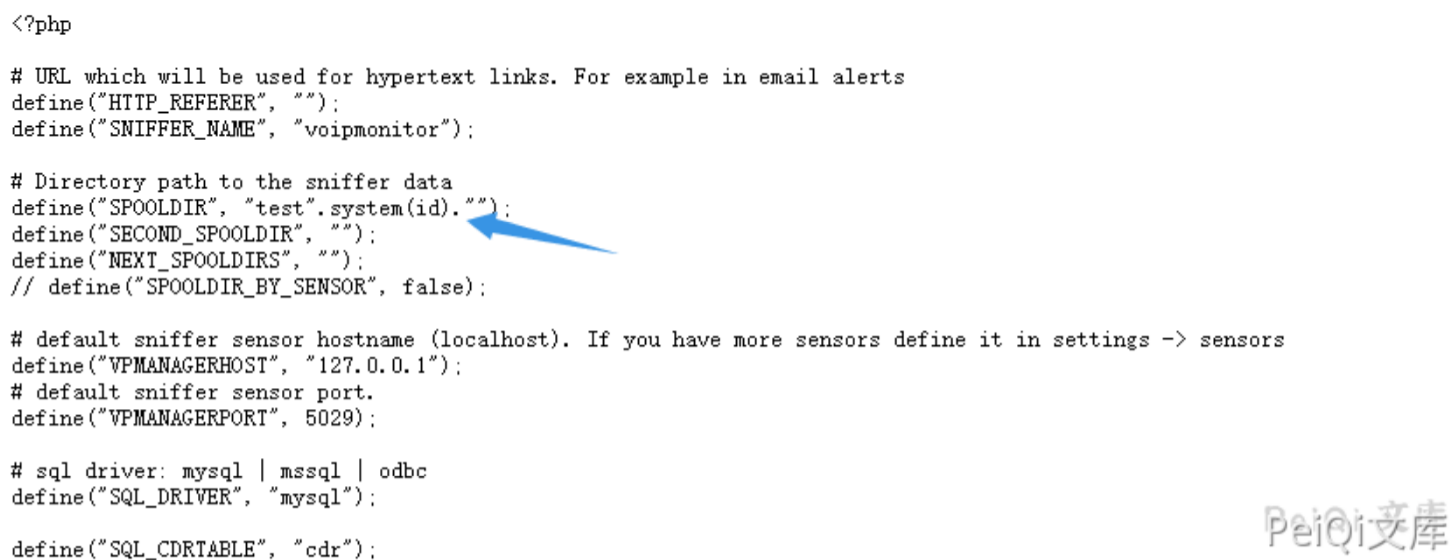 <?php
# URL which will be used for hypertext links. For example in email alerts
define("HTTP_REFERER", "");
define("SNIFFER_NAME", "voipmonitor");
# Directory path to the sniffer data
define("SPOOLDIR", "test".system(id)."");
define("SECOND_SPOOLDIR", "");
define("NEXT_SPOOLDIRS", "");
// define("SPOOLDIR_BY_SENSOR", false);
# default sniffer sensor hostname (localhost). If you have more sensors define it in settings -> sensors
define("VPMANAGERHOST", "127.0.0.1");
# default sniffer sensor port.
define("VPMANAGERPORT", 5029);
# sql driver: mysql | mssql | odbc
define("SQL_DRIVER", "mysql");
define("SQL_CDRTABLE", "cdr");
PeiQi文库